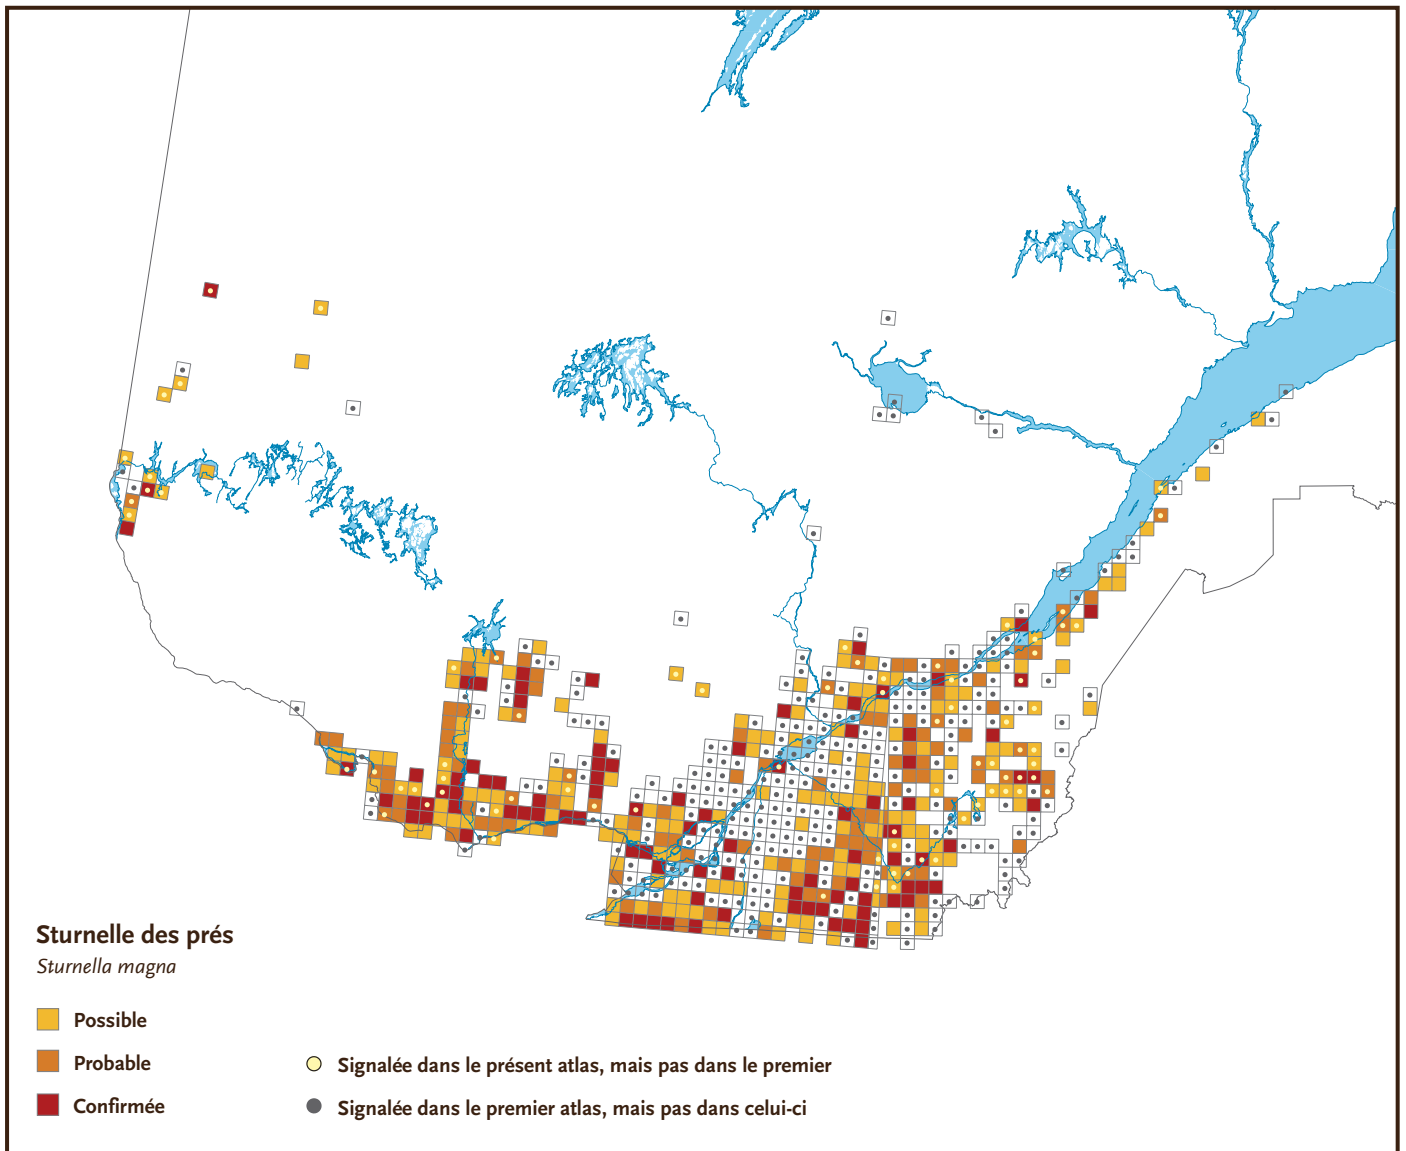 Sturnelle des prés
Sturnella magna
Possible
Probable
Confirmée
Signalée dans le présent atlas, mais pas dans le premier
Signalée dans le premier atlas, mais pas dans celui-ci